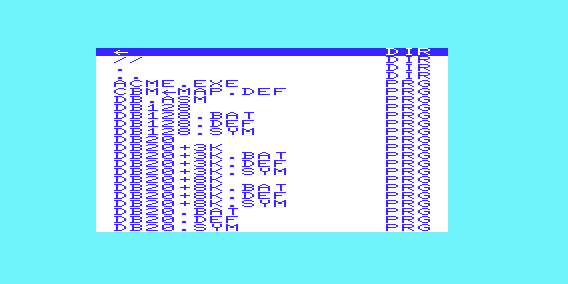 ← DIR
// DIR
. DIR
.. DIR
ACME.EXE PRG
CBM←MAP.DEF PRG
DB.ASM PRG
DB128 PRG
DB128.BAT PRG
DB128.DEF PRG
DB128.SYM PRG
DB20 PRG
DB20+3K PRG
DB20+3K.BAT PRG
DB20+3K.DEF PRG
DB20+3K.SYM PRG
DB20+8K PRG
DB20+8K.BAT PRG
DB20+8K.DEF PRG
DB20+8K.SYM PRG
DB20.BAT PRG
DB20.DEF PRG
DB20.SYM PRG